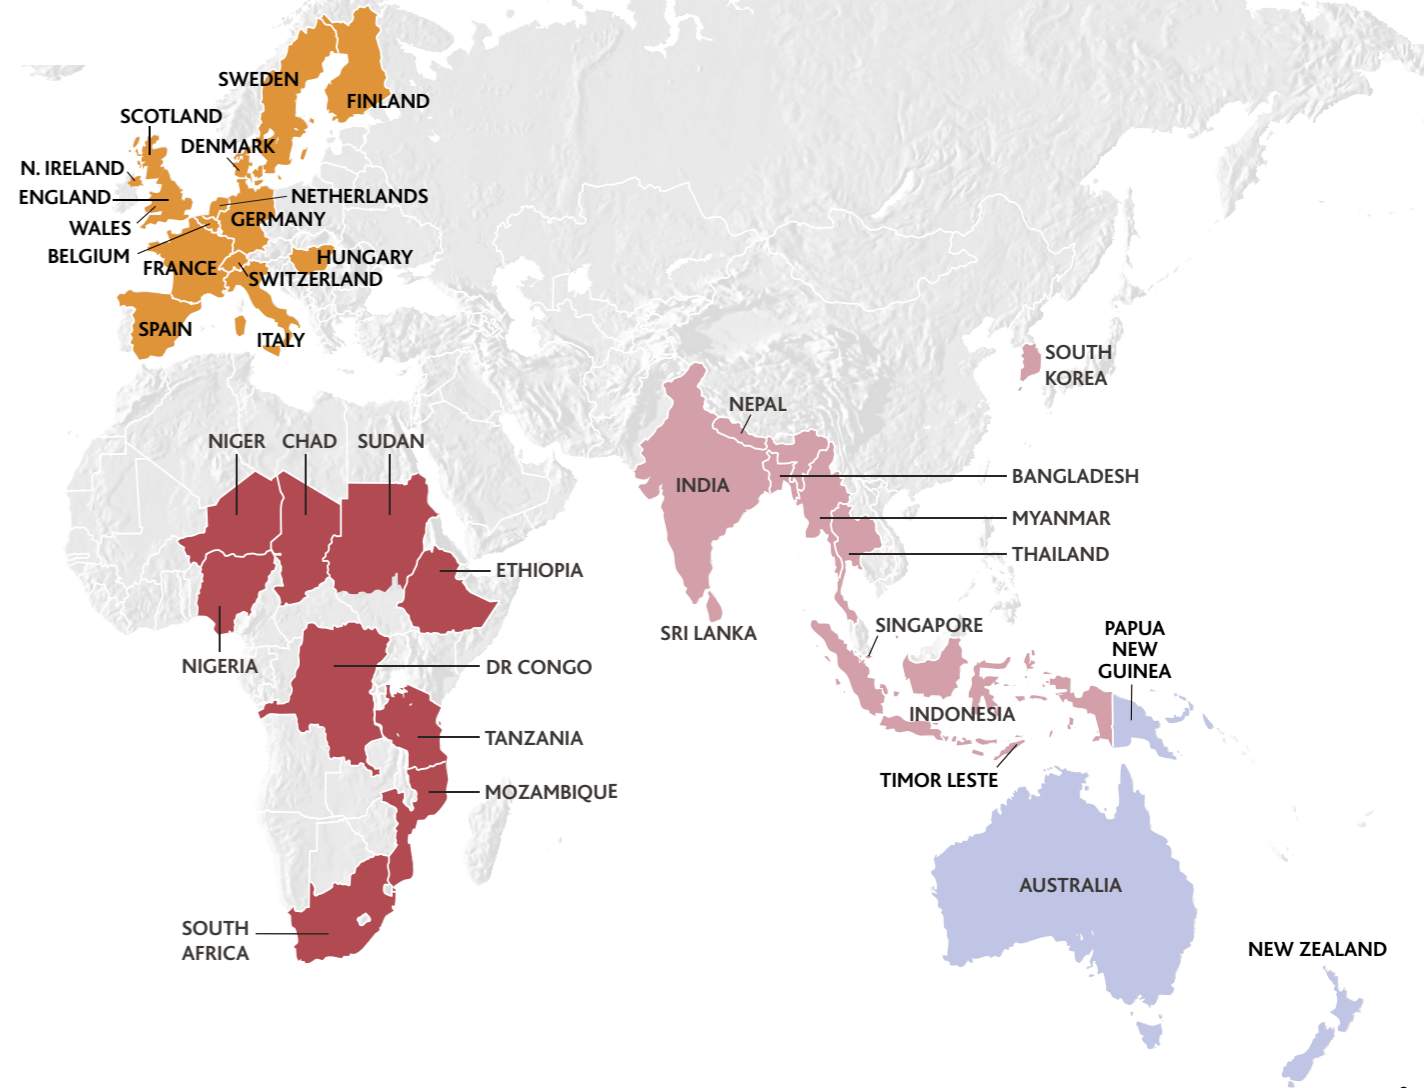 SWEDEN
FINLAND
SCOTLAND
DENMARK
N. IRELAND
ENGLAND
NETHERLANDS
GERMANY
WALES
BELGIUM
HUNGARY
FRANCE
SWITZERLAND
SPAIN
ITALY
NIGER
CHAD
SUDAN
ETHIOPIA
NIGERIA
DR CONGO
TANZANIA
MOZAMBIQUE
SOUTH
AFRICA
SOUTH
KOREA
NEPAL
INDIA
BANGLADESH
MYANMAR
THAILAND
SRI LANKA
SINGAPORE
PAPUA
NEW
GUINEA
INDONESIA
TIMOR LESTE
AUSTRALIA
NEW ZEALAND